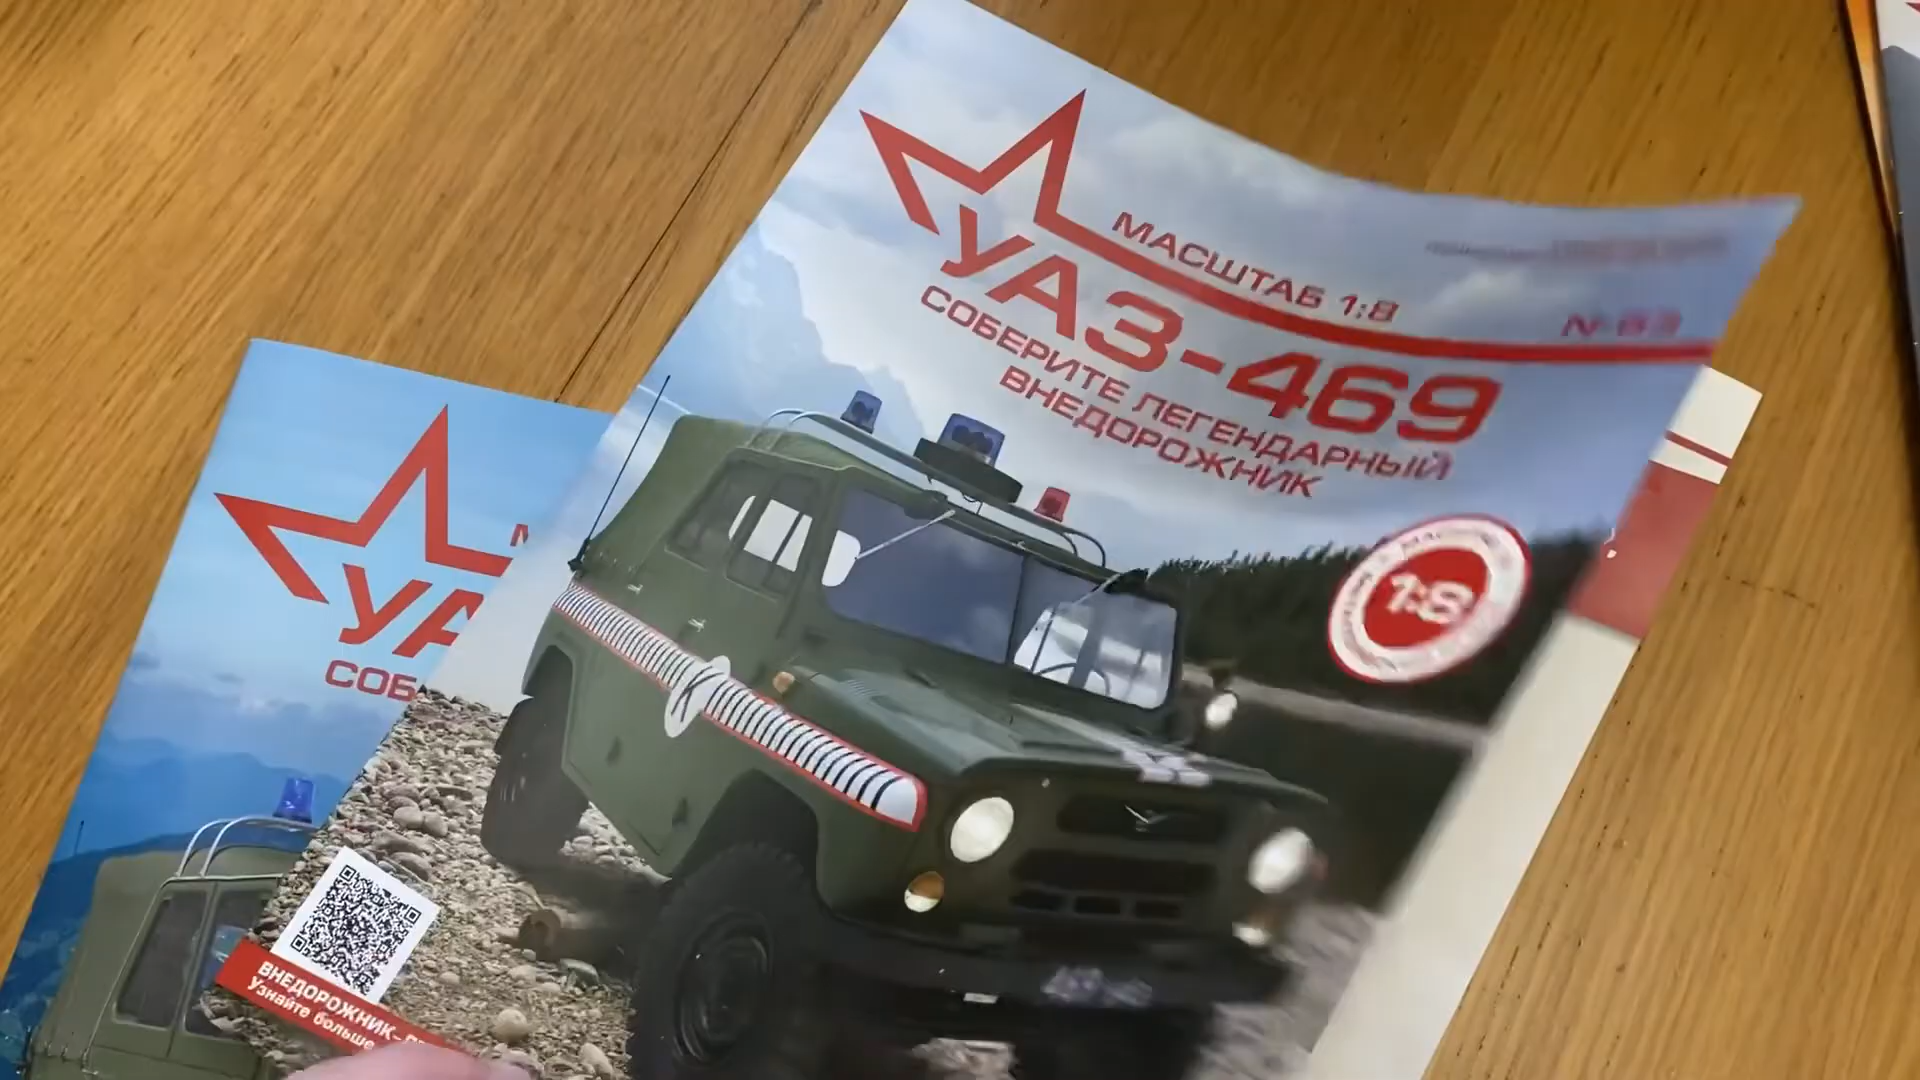 МАСШТАБ 1:8
УАЗ-469
СОБЕРИТЕ ЛЕГЕНДАРНЫЙ
ВНЕДОРОЖНИК
1:8
К
УА
СОБ
ВНЕДОРОЖНИК-
Узнайте больше